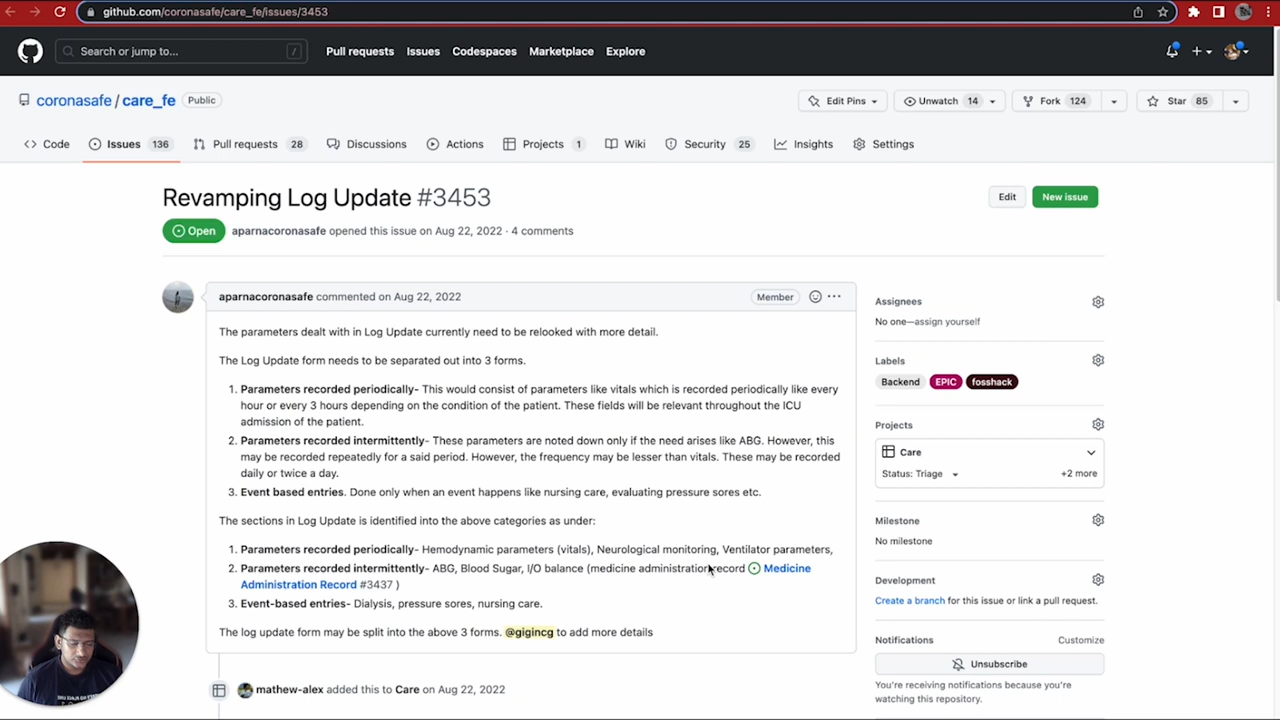 github.com/coronasafe/care_fe/issues/3453
Search or jump to... /
Pull requests Issues Codespaces Marketplace Explore
coronasafe / care_fe Public
Edit Pins Unwatch 14 Fork 124 Star 85
Code Issues 136 Pull requests 28 Discussions Actions Projects 1 Wiki Security 25 Insights Settings
Revamping Log Update #3453
Edit New issue
Open aparnacoronasafe opened this issue on Aug 22, 2022 · 4 comments
aparnacoronasafe commented on Aug 22, 2022 Member
The parameters dealt with in Log Update currently need to be relooked with more detail.
The Log Update form needs to be separated out into 3 forms.
1. Parameters recorded periodically- This would consist of parameters like vitals which is recorded periodically like every
hour or every 3 hours depending on the condition of the patient. These fields will be relevant throughout the ICU
admission of the patient.
2. Parameters recorded intermittently- These parameters are noted down only if the need arises like ABG. However, this
may be recorded repeatedly for a said period. However, the frequency may be lesser than vitals. These may be recorded
daily or twice a day.
3. Event based entries. Done only when an event happens like nursing care, evaluating pressure sores etc.
The sections in Log Update is identified into the above categories as under:
1. Parameters recorded periodically- Hemodynamic parameters (vitals), Neurological monitoring, Ventilator parameters,
2. Parameters recorded intermittently- ABG, Blood Sugar, I/O balance (medicine administration record Medicine
Administration Record #3437 )
3. Event-based entries- Dialysis, pressure sores, nursing care.
The log update form may be split into the above 3 forms. @gigincg to add more details
mathew-alex added this to Care on Aug 22, 2022
Assignees
No one—assign yourself
Labels
Backend EPIC fosshack
Projects
Care
Status: Triage +2 more
Milestone
No milestone
Development
Create a branch for this issue or link a pull request.
Notifications Customize
Unsubscribe
You're receiving notifications because you're
watching this repository.